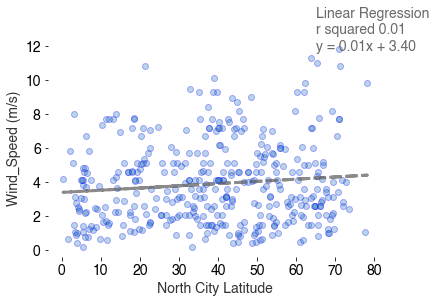 Linear Regression
r squared 0.01
y = 0.01x + 3.40
12
10
8
6
4
2
0
Wind_Speed (m/s)
0 10 20 30 40 50 60 70 80
North City Latitude